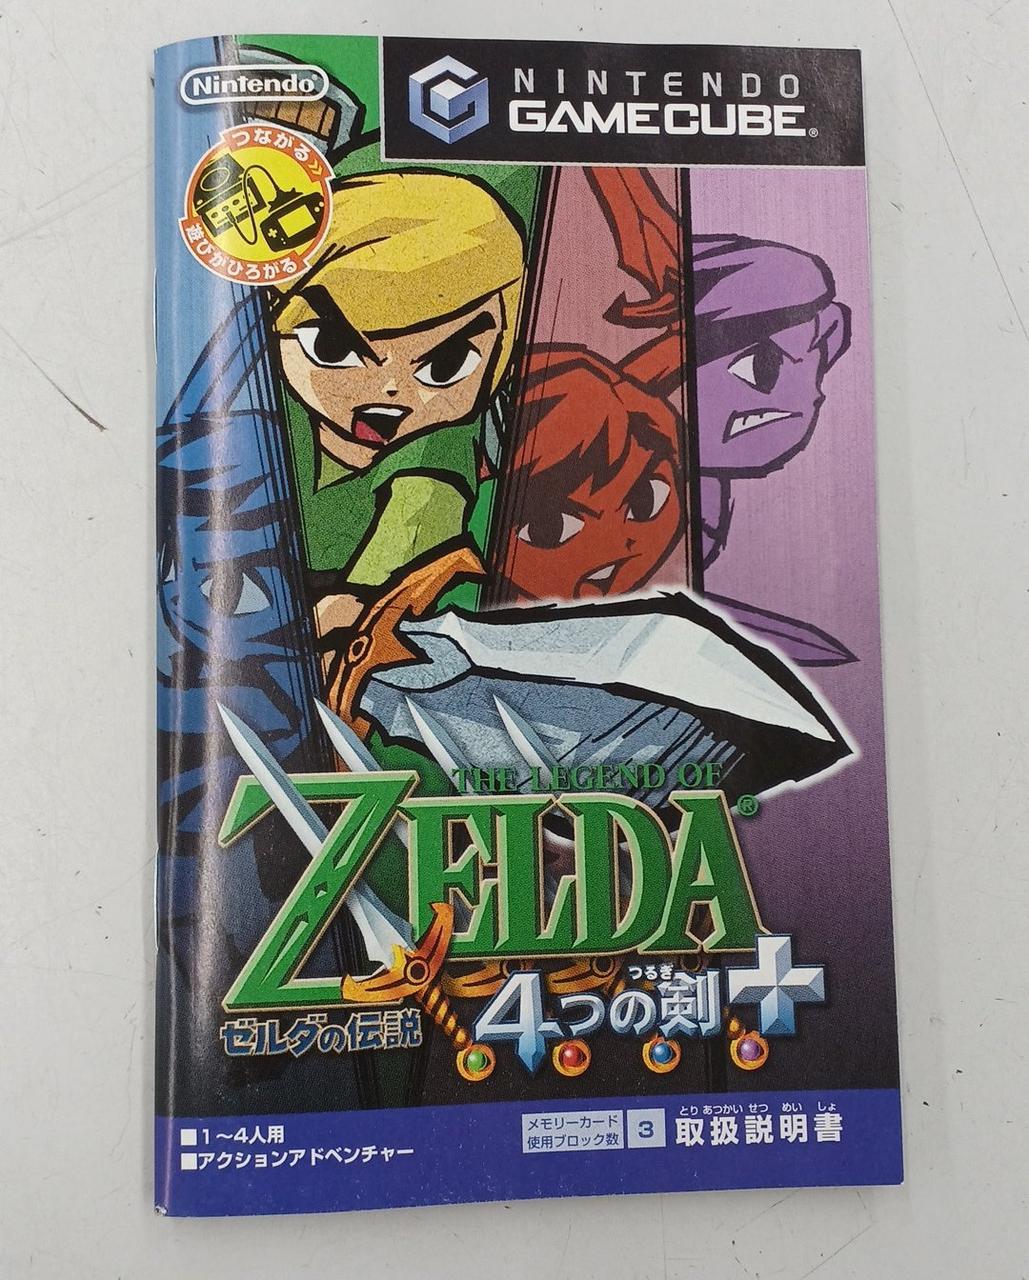 Nintendo®
NINTENDO
GAMECUBE®
つながる»
遊びがひろがる
THE LEGEND OF
ZELDA®
ゼルダの伝説
つるぎ
4つの剣+
■1～4人用
■アクションアドベンチャー
メモリーカード
使用ブロック数
3
とりあつかいせつめいしょ
取扱説明書